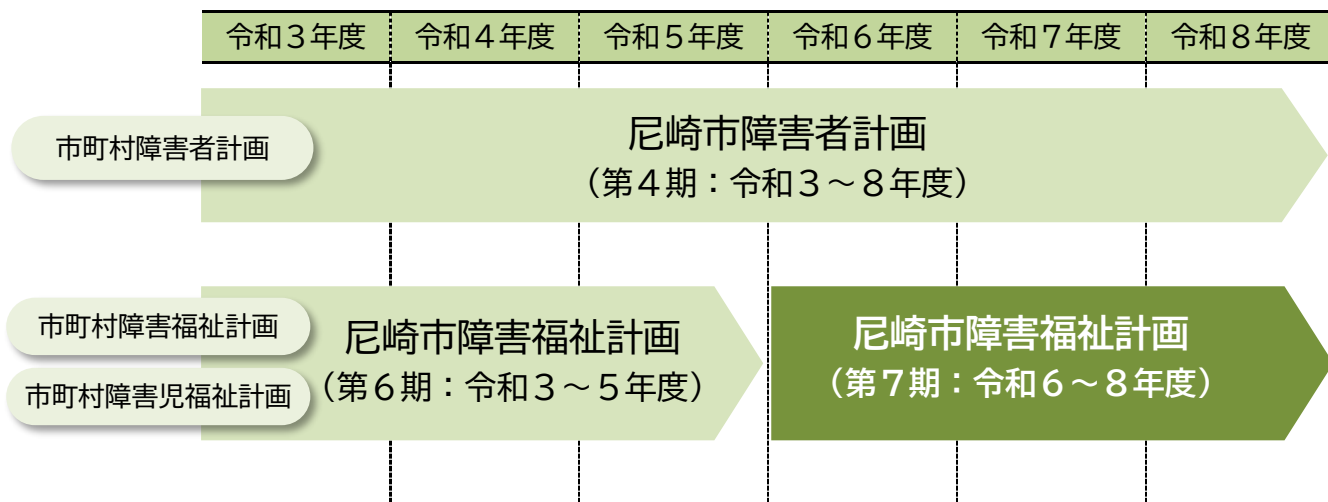 令和３年度 令和４年度 令和５年度 令和６年度 令和７年度 令和８年度
市町村障害者計画
尼崎市障害者計画
（第４期：令和３～８年度）
市町村障害福祉計画
市町村障害児福祉計画
尼崎市障害福祉計画
（第６期：令和３～５年度）
尼崎市障害福祉計画
（第７期：令和６～８年度）